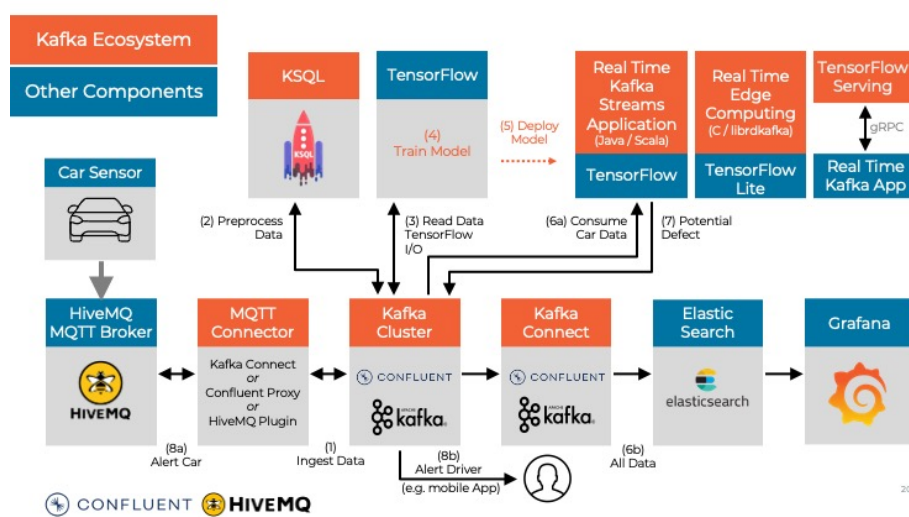 Kafka Ecosystem
Other Components
KSQL
KSQL
TensorFlow
(4)
Train Model
(5) Deploy
Model
Real Time
Kafka
Streams
Application
(Java / Scala)
TensorFlow
Real Time
Edge
Computing
(C / librdkafka)
TensorFlow
Lite
TensorFlow
Serving
gRPC
Real Time
Kafka App
Car Sensor
(2) Preprocess
Data
(3) Read Data
TensorFlow
I/O
(6a) Consume
Car Data
(7) Potential
Defect
HiveMQ
MQTT Broker
HIVEMQ
MQTT
Connector
Kafka Connect
or
Confluent Proxy
or
HiveMQ Plugin
Kafka
Cluster
CONFLUENT
APACHE
kafka
Kafka
Connect
CONFLUENT
APACHE
kafka
Elastic
Search
elasticsearch
Grafana
(8a)
Alert Car
(1)
Ingest Data
(8b)
Alert Driver
(e.g. mobile App)
(6b)
All Data
CONFLUENT HIVEMQ